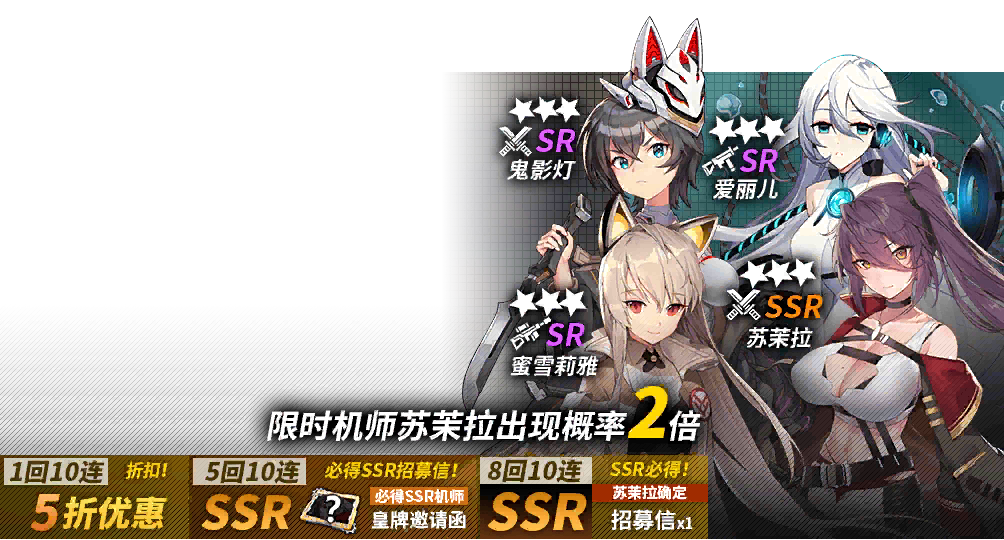 SR
鬼影灯
SR
爱丽儿
SR
蜜雪莉雅
SSR
苏茉拉
限时机师苏茉拉出现概率2倍
1回10连 折扣!
5折优惠
5回10连 必得SSR招募信!
SSR
?
必得SSR机师
皇牌邀请函
8回10连 SSR必得!
SSR
苏茉拉确定
招募信x1